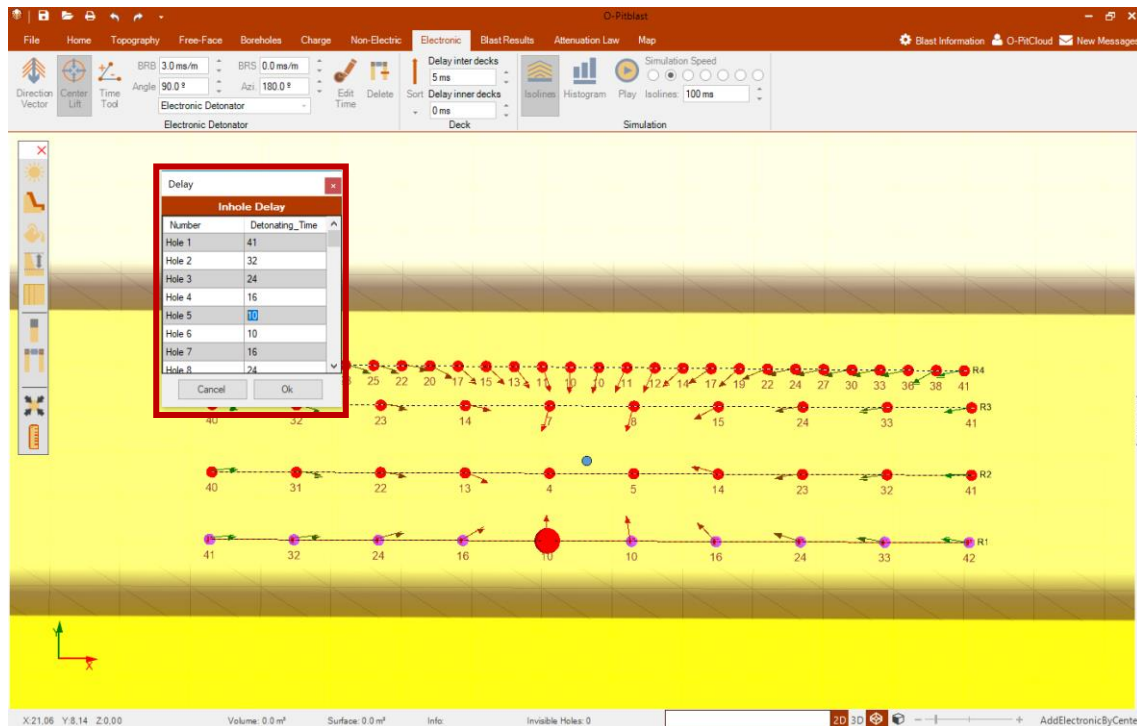 O-Pitblast
File Home Topography Free-Face Boreholes Charge Non-Electric Electronic Blast Results Attenuation Law Map Blast Information O-PitCloud New Messages
BRB 3.0 ms/m BRS 0.0 ms/m Delay inter decks Simulation Speed
5 ms
Angle 90.0 º Azi. 180.0 º
Direction Vector Center Lift Time Tool Edit Time Delete Sort Delay inner decks Isolines Histogram Play Isolines: 100 ms
Electronic Detonator 0 ms
Electronic Detonator Deck Simulation
Delay
Inhole Delay
Number Detonating_Time
Hole 1 41
Hole 2 32
Hole 3 24
Hole 4 16
Hole 5 10
Hole 6 10
Hole 7 16
Hole 8 24
Cancel Ok
25 22 20 17 15 13 11 10 10 11 12 14 17 19 22 24 27 30 33 36 38 41 R4
40 32 23 14 7 8 15 24 33 41 R3
40 31 22 13 4 5 14 23 32 41 R2
41 32 24 16 10 10 16 24 33 42 R1
Y
X
X:21,06 Y:8,14 Z:0,00 Volume: 0.0 m³ Surface: 0.0 m² Info: Invisible Holes: 0 2D 3D AddElectronicByCente